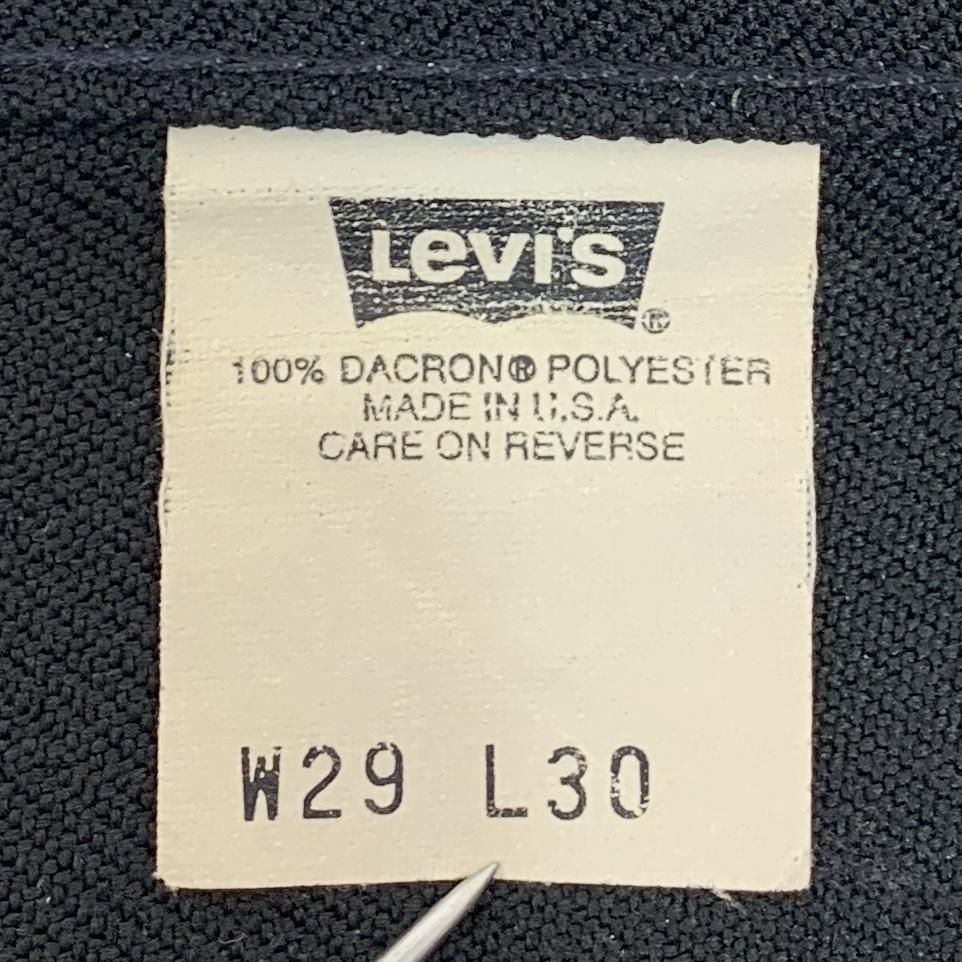 Levi's
®
100% DACRON® POLYESTER
MADE IN U.S.A.
CARE ON REVERSE
W29 L30